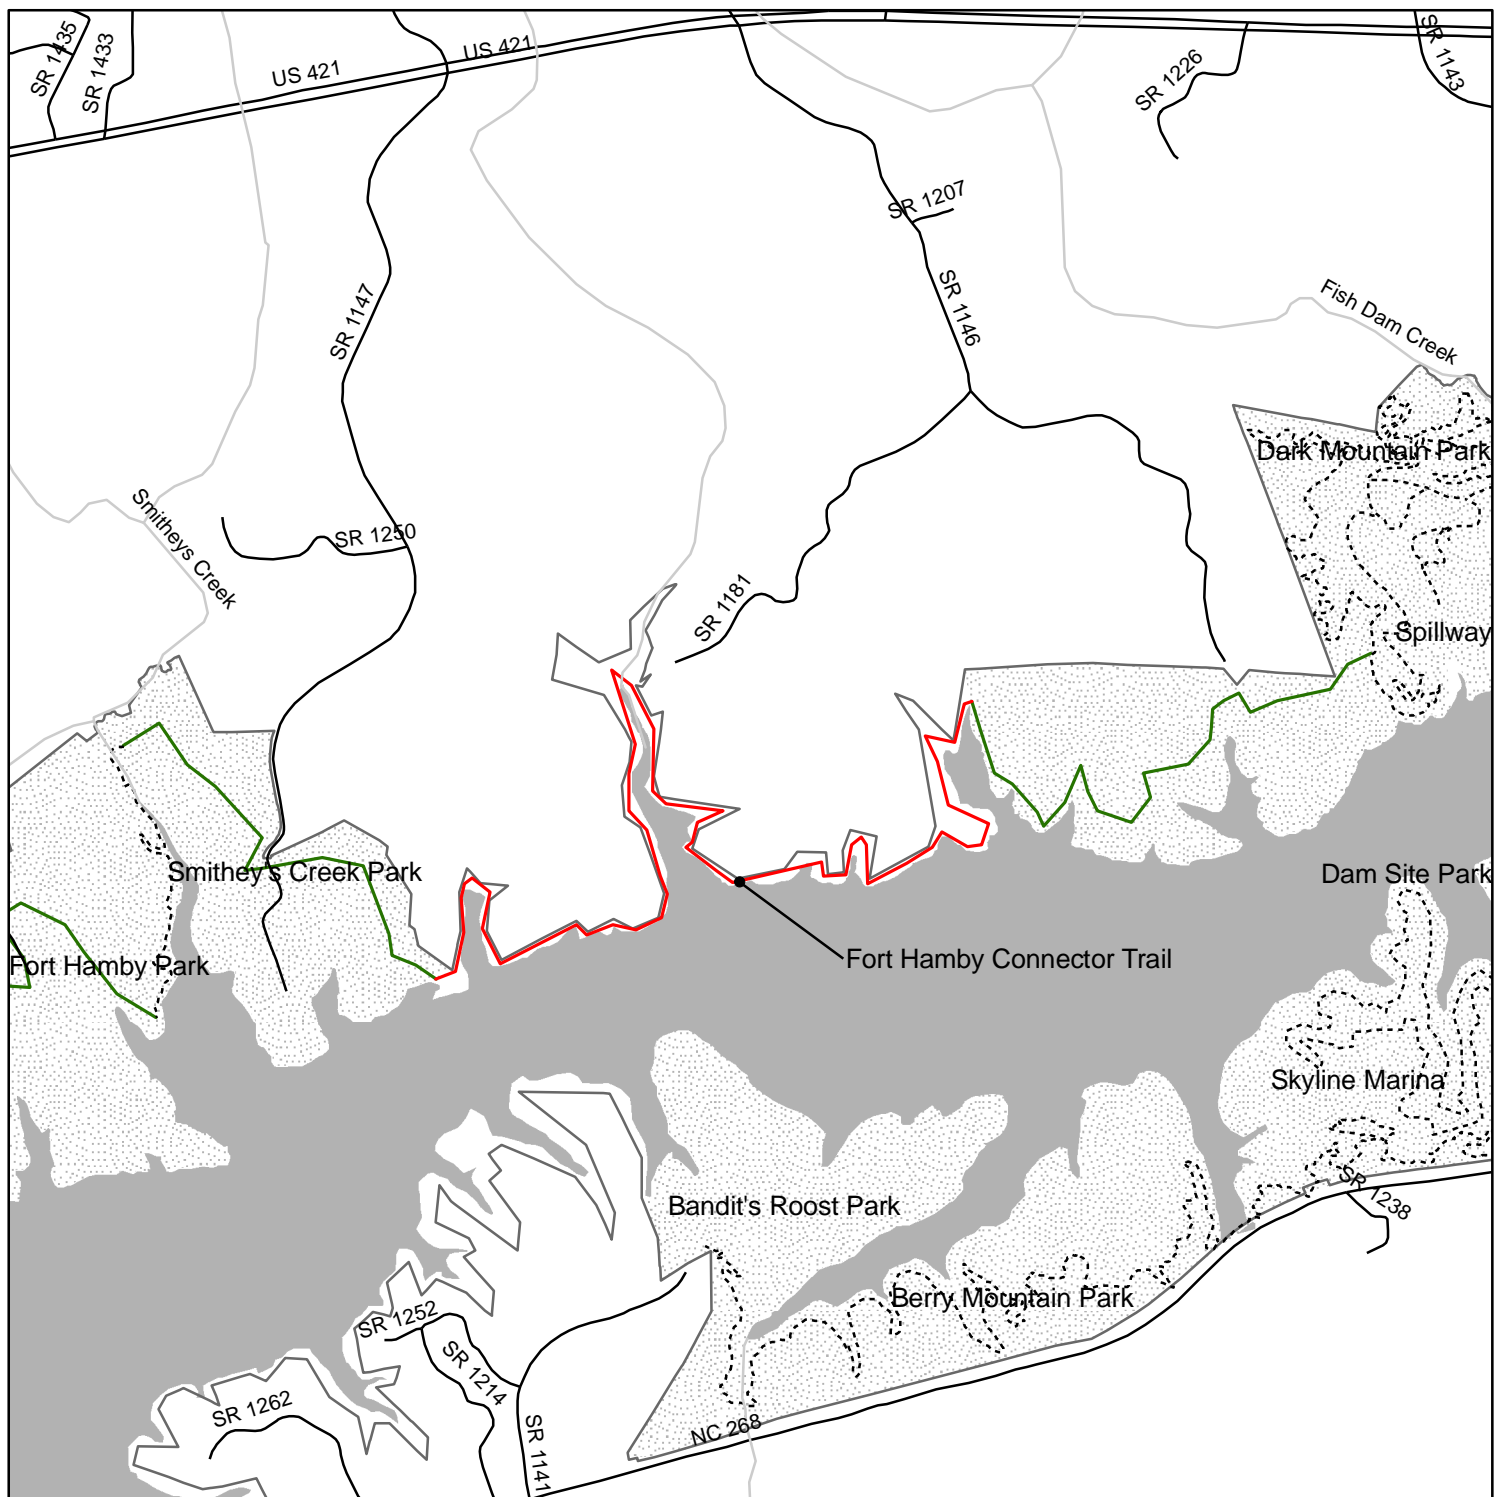 SR 1435
SR 1433
US 421
US 421
SR 1226
SR 1143
SR 1207
SR 1147
SR 1146
Fish Dam Creek
Dark Mountain Park
Smitheys Creek
SR 1250
SR 1181
Spillway
Smithey's Creek Park
Dam Site Park
Fort Hamby Park
Fort Hamby Connector Trail
Skyline Marina
SR 1238
Bandit's Roost Park
Berry Mountain Park
SR 1252
SR 1214
SR 1262
SR 1141
NC 268